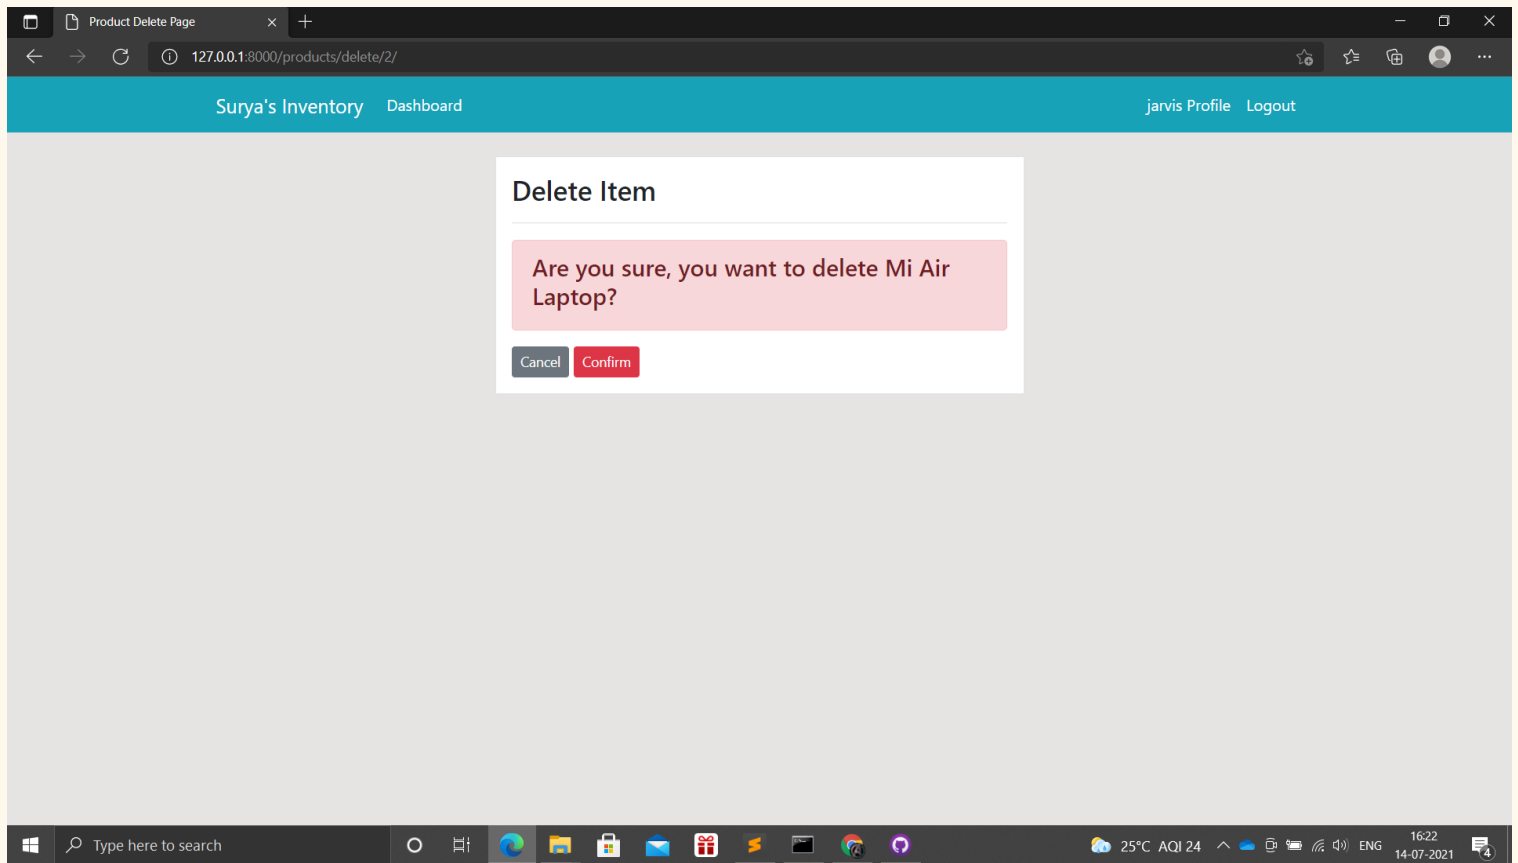 Product Delete Page
127.0.0.1:8000/products/delete/2/
Surya's Inventory Dashboard jarvis Profile Logout
Delete Item
Are you sure, you want to delete Mi Air
Laptop?
Cancel Confirm
Type here to search
25°C AQI 24 ENG
16:22
14-07-2021
4